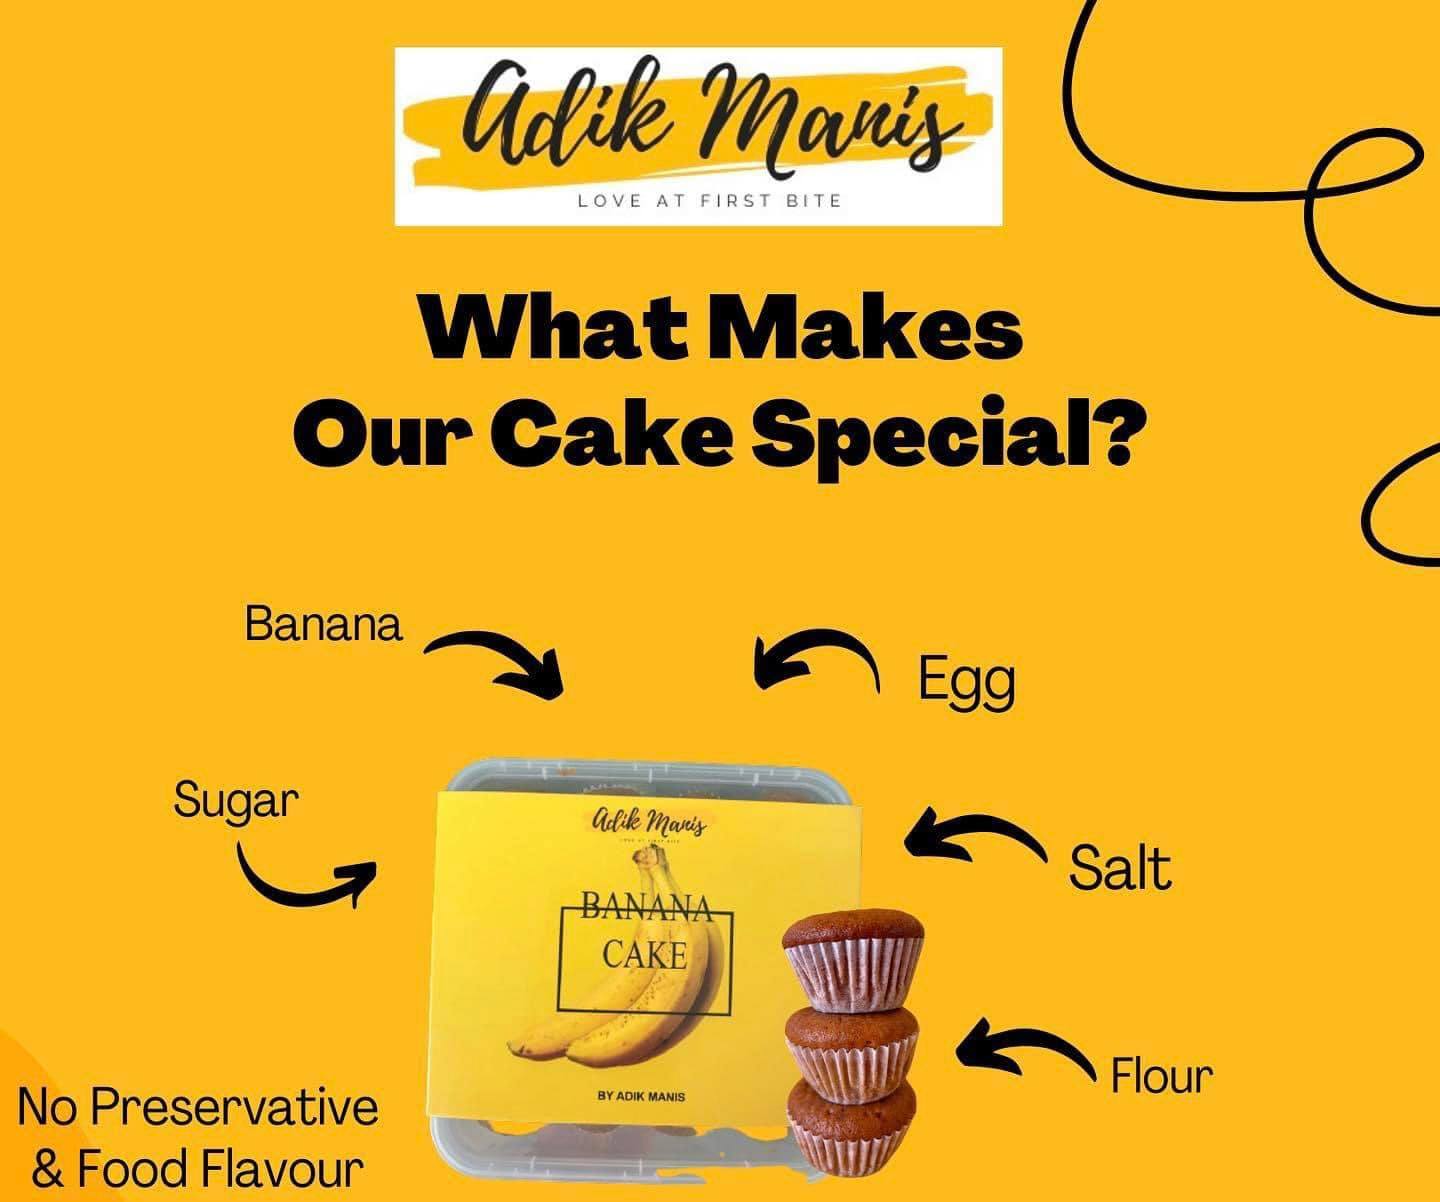 Adik Manis
LOVE AT FIRST BITE
What Makes
Our Cake Special?
Banana
Egg
Sugar
Salt
Flour
Adik Manis
BANANA
CAKE
BY ADIK MANIS
No Preservative
& Food Flavour